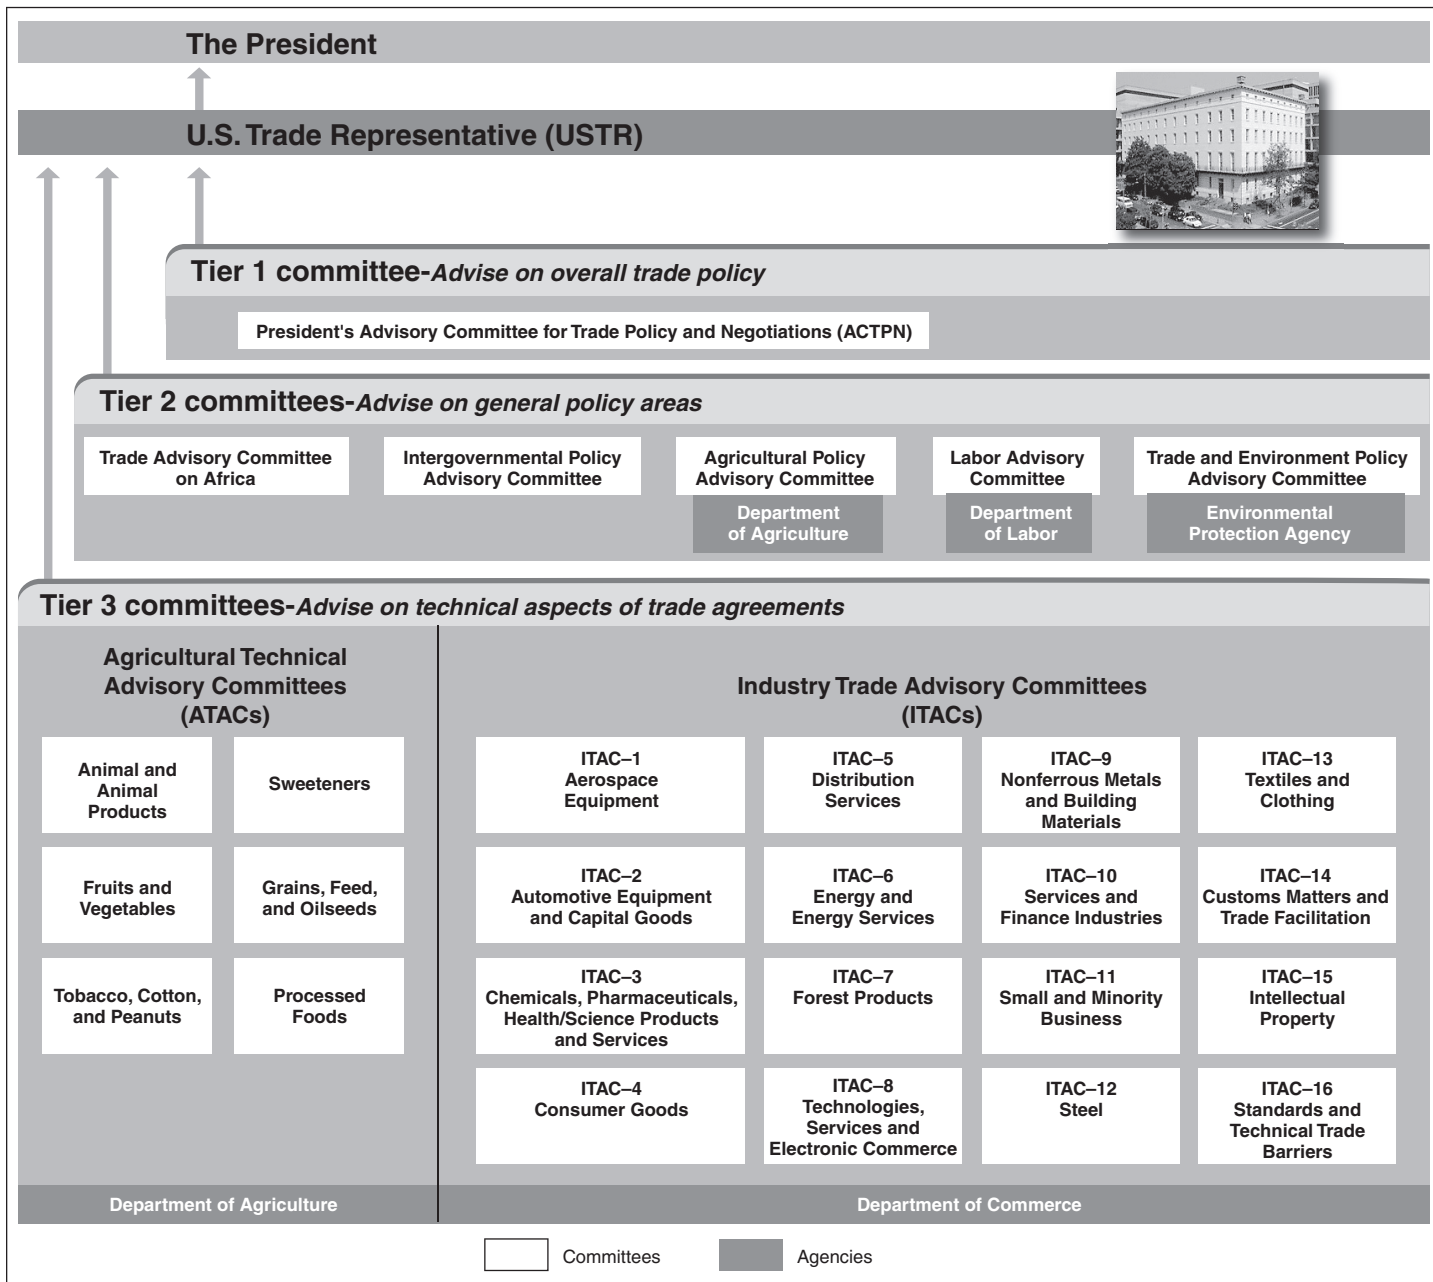 The President
U.S. Trade Representative (USTR)
Tier 1 committee-Advise on overall trade policy
President's Advisory Committee for Trade Policy and Negotiations (ACTPN)
Tier 2 committees-Advise on general policy areas
Trade Advisory Committee
on Africa
Intergovernmental Policy
Advisory Committee
Agricultural Policy
Advisory Committee
Department
of Agriculture
Labor Advisory
Committee
Department
of Labor
Trade and Environment Policy
Advisory Committee
Environmental
Protection Agency
Tier 3 committees-Advise on technical aspects of trade agreements
Agricultural Technical
Advisory Committees
(ATACs)
Animal and
Animal
Products
Sweeteners
Fruits and
Vegetables
Grains, Feed,
and Oilseeds
Tobacco, Cotton,
and Peanuts
Processed
Foods
Department of Agriculture
Industry Trade Advisory Committees
(ITACs)
ITAC–1
Aerospace
Equipment
ITAC–5
Distribution
Services
ITAC–9
Nonferrous Metals
and Building
Materials
ITAC–13
Textiles and
Clothing
ITAC–2
Automotive Equipment
and Capital Goods
ITAC–6
Energy and
Energy Services
ITAC–10
Services and
Finance Industries
ITAC–14
Customs Matters and
Trade Facilitation
ITAC–3
Chemicals, Pharmaceuticals,
Health/Science Products
and Services
ITAC–7
Forest Products
ITAC–11
Small and Minority
Business
ITAC–15
Intellectual
Property
ITAC–4
Consumer Goods
ITAC–8
Technologies,
Services and
Electronic Commerce
ITAC–12
Steel
ITAC–16
Standards and
Technical Trade
Barriers
Department of Commerce
Committees
Agencies